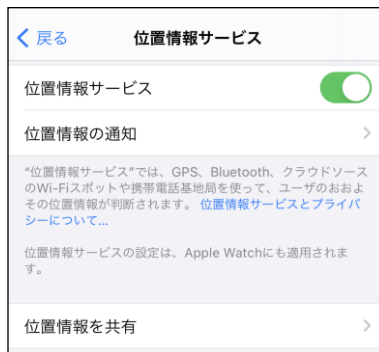 戻る 位置情報サービス
位置情報サービス
位置情報の通知
“位置情報サービス”では、GPS、Bluetooth、クラウドソース
のWi-Fiスポットや携帯電話基地局を使って、ユーザのおおよ
その位置情報が判断されます。 位置情報サービスとプライバ
シーについて...
位置情報サービスの設定は、Apple Watchにも適用されま
す。
位置情報を共有